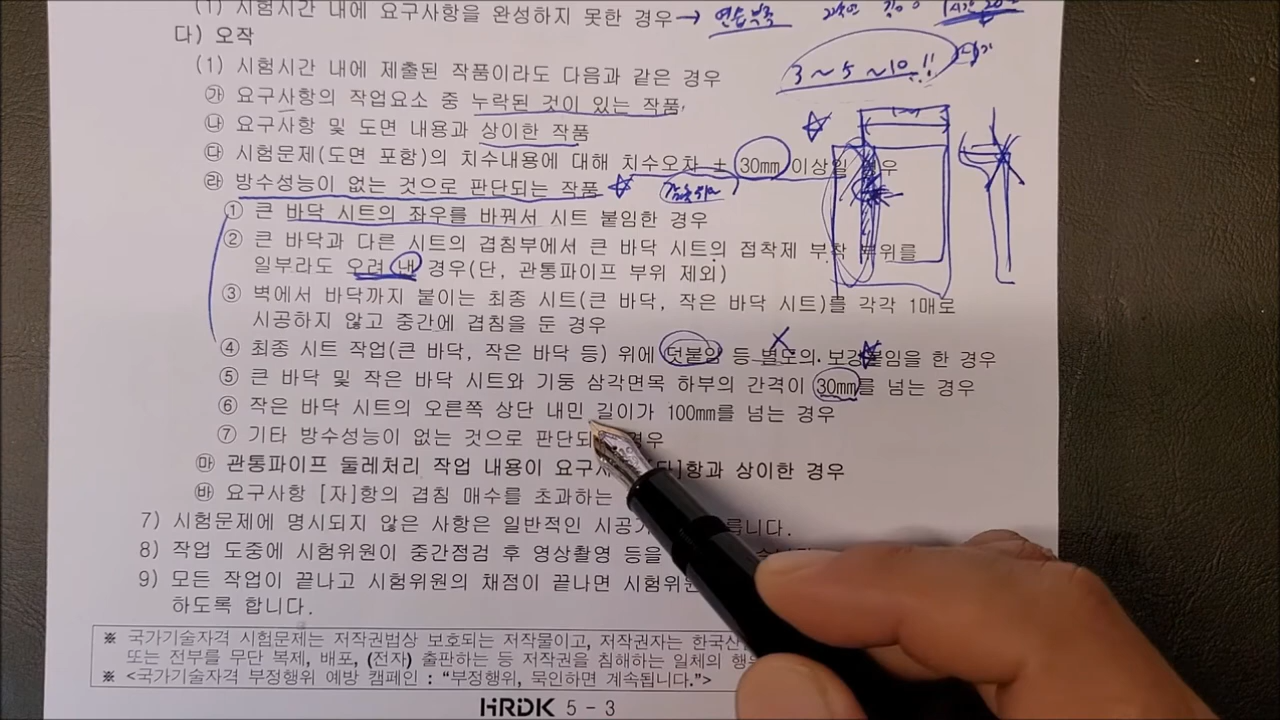 (1) 시험시간 내에 요구사항을 완성하지 못한 경우 → 연습부족
다) 오작
3 ~ 5 ~ 10 !!
(1) 시험시간 내에 제출된 작품이라도 다음과 같은 경우
㉮ 요구사항의 작업요소 중 누락된 것이 있는 작품,
㉯ 요구사항 및 도면 내용과 상이한 작품
㉰ 시험문제(도면 포함)의 치수내용에 대해 치수오차 ± 30mm 이상일 경우
㉱ 방수성능이 없는 것으로 판단되는 작품
① 큰 바닥 시트의 좌우를 바꿔서 시트 붙임한 경우
② 큰 바닥과 다른 시트의 겹침부에서 큰 바닥 시트의 접착제 부착 부위를
일부라도 오려 낸 경우(단, 관통파이프 부위 제외)
③ 벽에서 바닥까지 붙이는 최종 시트(큰 바닥, 작은 바닥 시트)를 각각 1매로
시공하지 않고 중간에 겹침을 둔 경우
④ 최종 시트 작업(큰 바닥, 작은 바닥 등) 위에 덧붙임 등 별도의 보강붙임을 한 경우
⑤ 큰 바닥 및 작은 바닥 시트와 기둥 삼각면목 하부의 간격이 30mm를 넘는 경우
⑥ 작은 바닥 시트의 오른쪽 상단 내민 길이가 100mm를 넘는 경우
⑦ 기타 방수성능이 없는 것으로 판단되 경우
㉲ 관통파이프 둘레처리 작업 내용이 요구사 ]항과 상이한 경우
㉳ 요구사항 [자]항의 겹침 매수를 초과하는
7) 시험문제에 명시되지 않은 사항은 일반적인 시공 릅니다.
8) 작업 도중에 시험위원이 중간점검 후 영상촬영 등을
9) 모든 작업이 끝나고 시험위원의 채점이 끝나면 시험위원
하도록 합니다.
※ 국가기술자격 시험문제는 저작권법상 보호되는 저작물이고, 저작권자는 한국산
또는 전부를 무단 복제, 배포, (전자) 출판하는 등 저작권을 침해하는 일체의 행
※ <국가기술자격 부정행위 예방 캠페인 : “부정행위, 묵인하면 계속됩니다.”>
HRDK 5 - 3